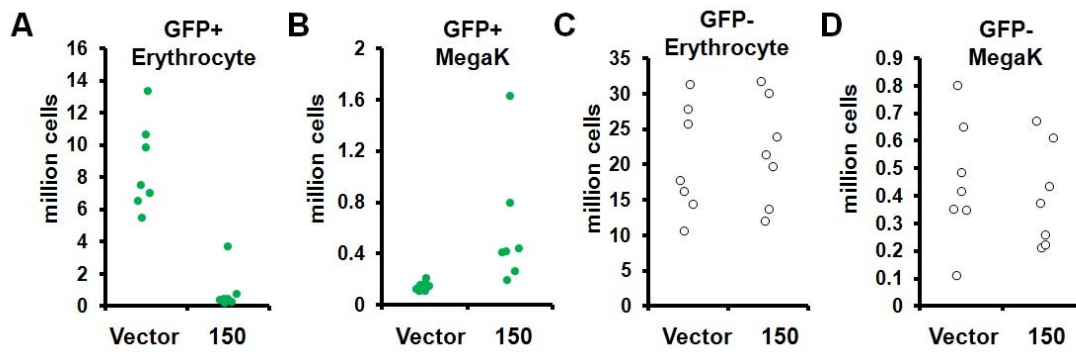 A
GFP+
Erythrocyte
million cells
16
14
12
10
8
6
4
2
0
Vector 150
B
GFP+
MegaK
million cells
2
1.6
1.2
0.8
0.4
0
Vector 150
C
GFP-
Erythrocyte
million cells
35
30
25
20
15
10
5
0
Vector 150
D
GFP-
MegaK
million cells
0.9
0.8
0.7
0.6
0.5
0.4
0.3
0.2
0.1
0
Vector 150